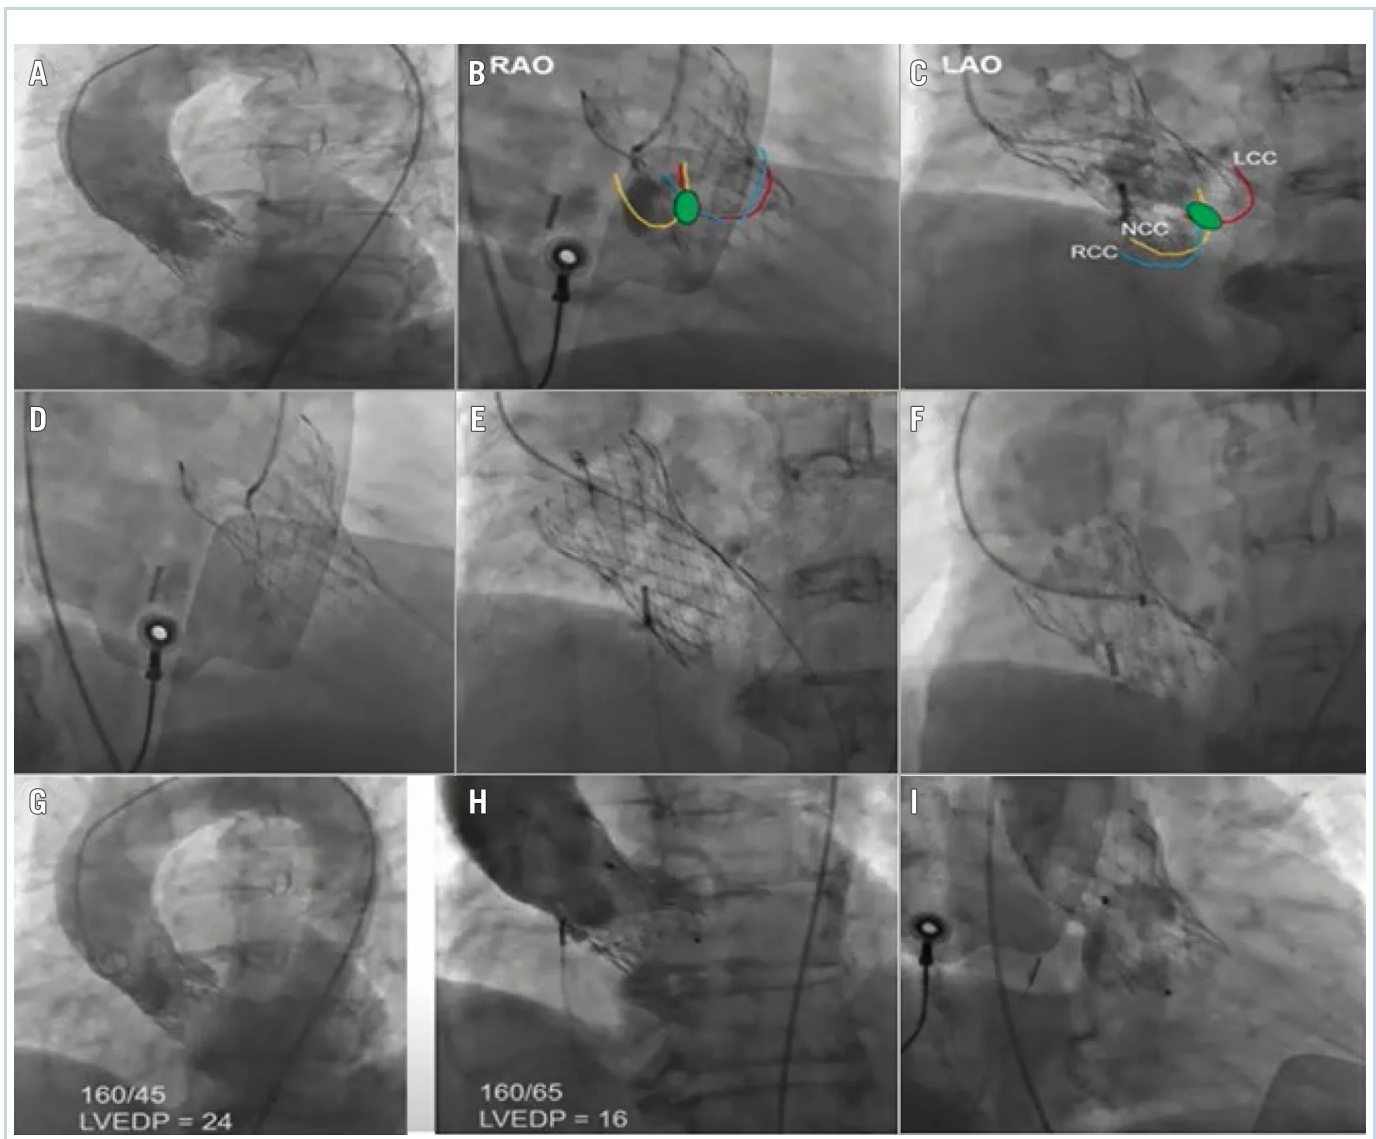 A
B RAO
C LAO
LCC
NCC
RCC
D
E
F
G
H
I
160/45
LVEDP = 24
160/65
LVEDP = 16